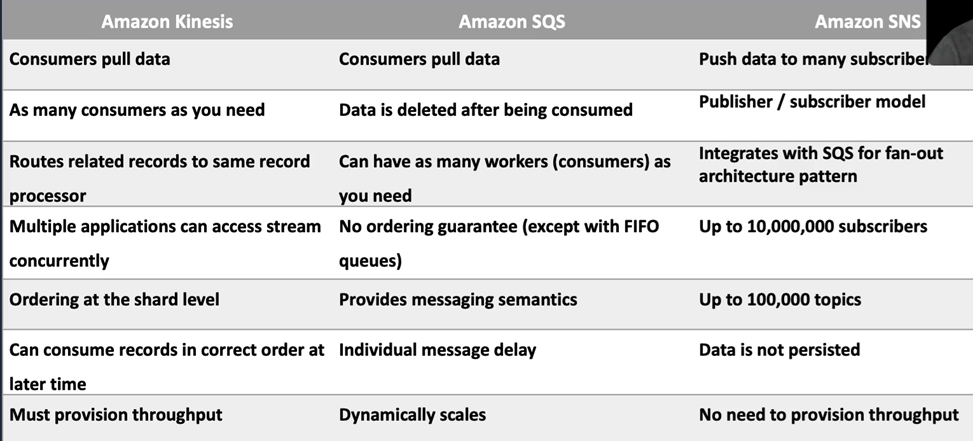 Amazon Kinesis
Amazon SQS
Amazon SNS
Consumers pull data
Consumers pull data
Push data to many
As many consumers as you need
Data is deleted after being consumed
Publisher / subscriber model
Routes related records to same record
processor
Can have as many workers (consumers) as
you need
Integrates with SQS for fan-out
architecture pattern
Multiple applications can access stream
concurrently
No ordering guarantee (except with FIFO
queues)
Up to 10,000,000 subscribers
Ordering at the shard level
Provides messaging semantics
Up to 100,000 topics
Can consume records in correct order at
later time
Individual message delay
Data is not persisted
Must provision throughput
Dynamically scales
No need to provision throughput